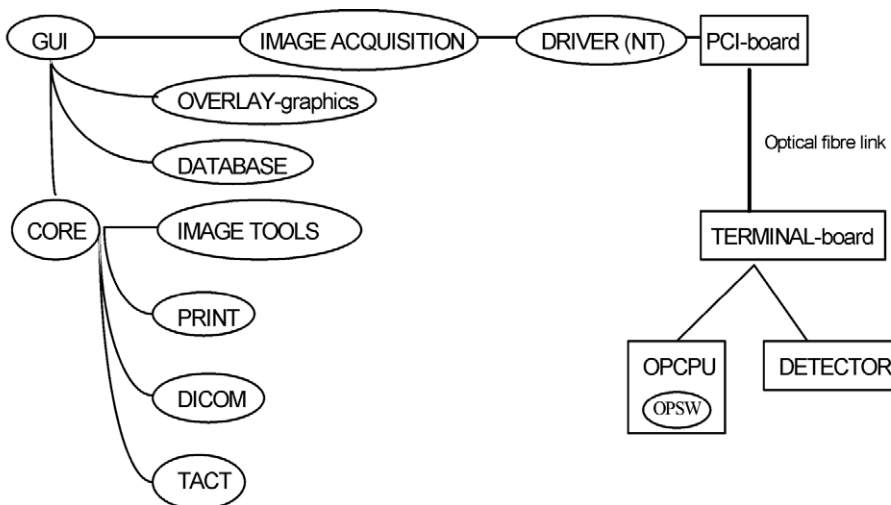 GUI
IMAGE ACQUISITION
DRIVER (NT)
PCI-board
OVERLAY-graphics
Optical fibre link
DATABASE
CORE
IMAGE TOOLS
TERMINAL-board
PRINT
OPCPU
DETECTOR
DICOM
OPSW
TACT